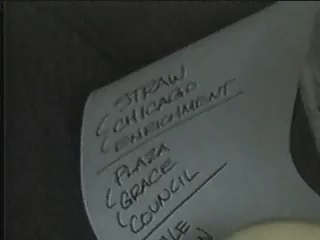 STRAW
CHICAGO
ENRICHMENT
PLAZA
GRACE
COUNCIL